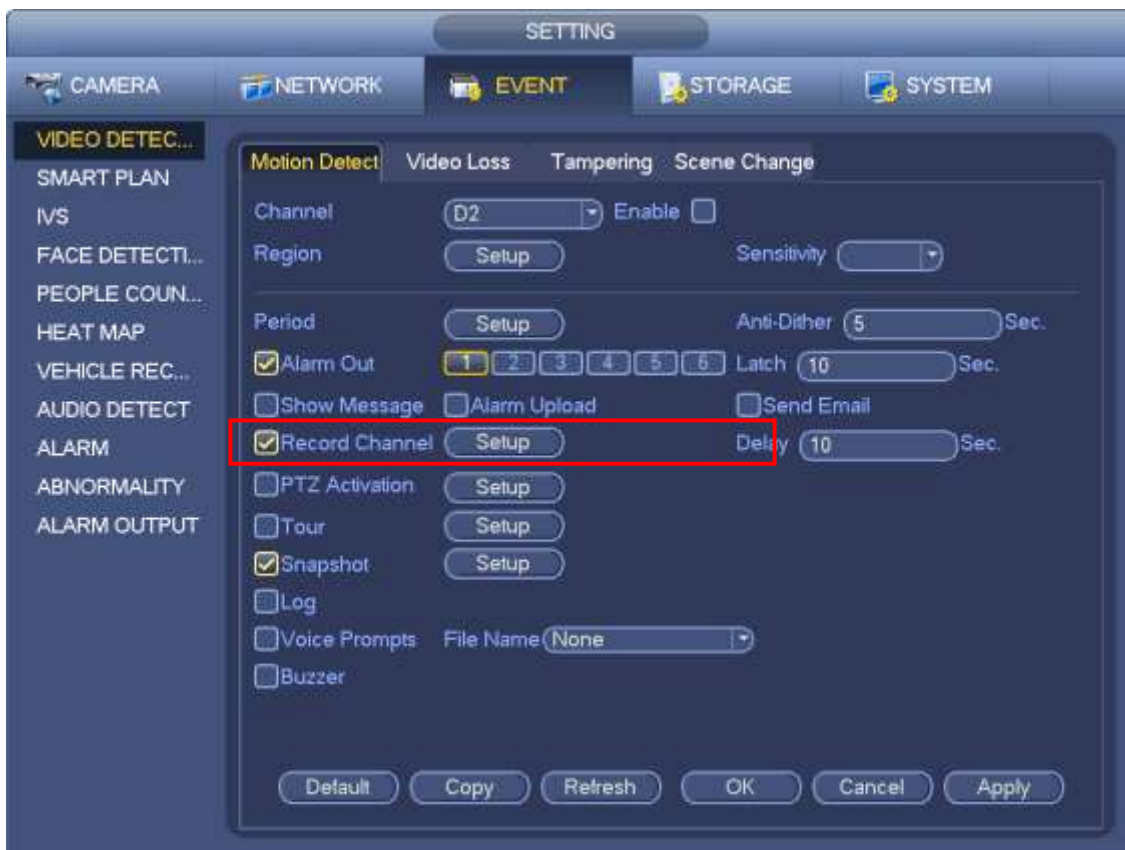 SETTING
CAMERA NETWORK EVENT STORAGE SYSTEM
VIDEO DETEC...
SMART PLAN
IVS
FACE DETECTI...
PEOPLE COUN...
HEAT MAP
VEHICLE REC...
AUDIO DETECT
ALARM
ABNORMALITY
ALARM OUTPUT
Motion Detect Video Loss Tampering Scene Change
Channel D2 Enable
Region Setup Sensitivity
Period Setup Anti-Dither 5 Sec.
Alarm Out 1 2 3 4 5 6 Latch 10 Sec.
Show Message Alarm Upload Send Email
Record Channel Setup Delay 10 Sec.
PTZ Activation Setup
Tour Setup
Snapshot Setup
Log
Voice Prompts File Name None
Buzzer
Default Copy Refresh OK Cancel Apply